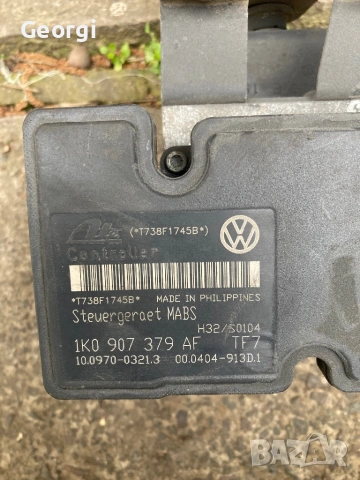 Georgi
Ate (*T738F1745B*)
Controller
*T738F1745B* MADE IN PHILIPPINES
Steuergeraet MABS
H32/S0104
1K0 907 379 AF TF7
10.0970-0321.3 00.0404-913D.1
BAZAR